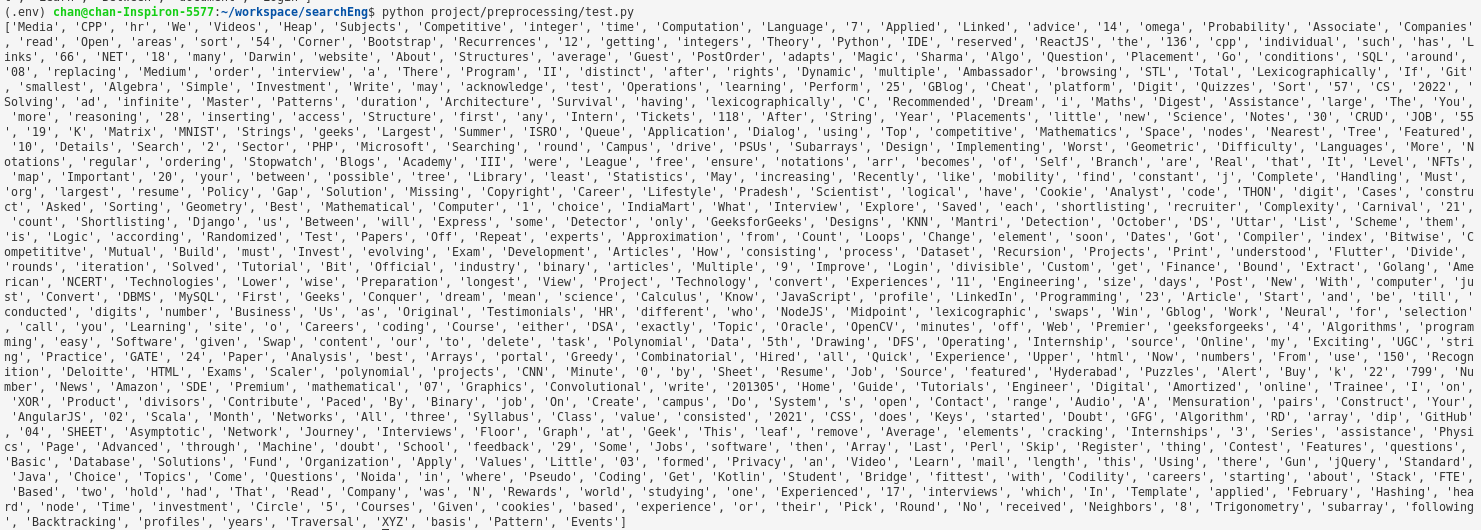 (.env) chan@chan-Inspiron-5577:~/workspace/searchEng$ python project/preprocessing/test.py
['Media', 'CPP', 'hr', 'We', 'Videos', 'Heap', 'Subjects', 'Competitive', 'integer', 'time', 'Computation', 'Language', '7', 'Applied', 'Linked', 'advice', '14', 'omega', 'Probability', 'Associate', 'Companies'
, 'read', 'Open', 'areas', 'sort', '54', 'Corner', 'Bootstrap', 'Recurrences', '12', 'getting', 'integers', 'Theory', 'Python', 'IDE', 'reserved', 'ReactJS', 'the', '136', 'cpp', 'individual', 'such', 'has', 'L
inks', '66', 'NET', '18', 'many', 'Darwin', 'website', 'About', 'Structures', 'average', 'Guest', 'PostOrder', 'adapts', 'Magic', 'Sharma', 'Algo', 'Question', 'Placement', 'Go', 'conditions', 'SQL', 'around',
'08', 'replacing', 'Medium', 'order', 'interview', 'a', 'There', 'Program', 'II', 'distinct', 'after', 'rights', 'Dynamic', 'multiple', 'Ambassador', 'browsing', 'STL', 'Total', 'Lexicographically', 'If', 'Git'
, 'smallest', 'Algebra', 'Simple', 'Investment', 'Write', 'may', 'acknowledge', 'test', 'Operations', 'learning', 'Perform', '25', 'GBlog', 'Cheat', 'platform', 'Digit', 'Quizzes', 'Sort', '57', 'CS', '2022', '
Solving', 'ad', 'infinite', 'Master', 'Patterns', 'duration', 'Architecture', 'Survival', 'having', 'lexicographically', 'C', 'Recommended', 'Dream', 'i', 'Maths', 'Digest', 'Assistance', 'large', 'The', 'You',
'more', 'reasoning', '28', 'inserting', 'access', 'Structure', 'first', 'any', 'Intern', 'Tickets', '118', 'After', 'String', 'Year', 'Placements', 'little', 'new', 'Science', 'Notes', '30', 'CRUD', 'JOB', '55
', '19', 'K', 'Matrix', 'MNIST', 'Strings', 'geeks', 'Largest', 'Summer', 'ISRO', 'Queue', 'Application', 'Dialog', 'using', 'Top', 'competitive', 'Mathematics', 'Space', 'nodes', 'Nearest', 'Tree', 'Featured',
'10', 'Details', 'Search', '2', 'Sector', 'PHP', 'Microsoft', 'Searching', 'round', 'Campus', 'drive', 'PSUs', 'Subarrays', 'Design', 'Implementing', 'Worst', 'Geometric', 'Difficulty', 'Languages', 'More', 'N
otations', 'regular', 'ordering', 'Stopwatch', 'Blogs', 'Academy', 'III', 'were', 'League', 'free', 'ensure', 'notations', 'arr', 'becomes', 'of', 'Self', 'Branch', 'are', 'Real', 'that', 'It', 'Level', 'NFTs',
'map', 'Important', '20', 'your', 'between', 'possible', 'tree', 'Library', 'least', 'Statistics', 'May', 'increasing', 'Recently', 'like', 'mobility', 'find', 'constant', 'j', 'Complete', 'Handling', 'Must',
'org', 'largest', 'resume', 'Policy', 'Gap', 'Solution', 'Missing', 'Copyright', 'Career', 'Lifestyle', 'Pradesh', 'Scientist', 'logical', 'have', 'Cookie', 'Analyst', 'code', 'THON', 'digit', 'Cases', 'constru
ct', 'Asked', 'Sorting', 'Geometry', 'Best', 'Mathematical', 'Computer', '1', 'choice', 'IndiaMart', 'What', 'Interview', 'Explore', 'Saved', 'each', 'shortlisting', 'recruiter', 'Complexity', 'Carnival', '21',
'count', 'Shortlisting', 'Django', 'us', 'Between', 'will', 'Express', 'some', 'Detector', 'only', 'GeeksforGeeks', 'Designs', 'KNN', 'Mantri', 'Detection', 'October', 'DS', 'Uttar', 'List', 'Scheme', 'them',
'is', 'Logic', 'according', 'Randomized', 'Test', 'Papers', 'Off', 'Repeat', 'experts', 'Approximation', 'from', 'Count', 'Loops', 'Change', 'element', 'soon', 'Dates', 'Got', 'Compiler', 'index', 'Bitwise', 'C
ompetititve', 'Mutual', 'Build', 'must', 'Invest', 'evolving', 'Exam', 'Development', 'Articles', 'How', 'consisting', 'process', 'Dataset', 'Recursion', 'Projects', 'Print', 'understood', 'Flutter', 'Divide',
'rounds', 'iteration', 'Solved', 'Tutorial', 'Bit', 'Official', 'industry', 'binary', 'articles', 'Multiple', '9', 'Improve', 'Login', 'divisible', 'Custom', 'get', 'Finance', 'Bound', 'Extract', 'Golang', 'Ame
rican', 'NCERT', 'Technologies', 'Lower', 'wise', 'Preparation', 'longest', 'View', 'Project', 'Technology', 'convert', 'Experiences', '11', 'Engineering', 'size', 'days', 'Post', 'New', 'With', 'computer', 'ju
st', 'Convert', 'DBMS', 'MySQL', 'First', 'Geeks', 'Conquer', 'dream', 'mean', 'science', 'Calculus', 'Know', 'JavaScript', 'profile', 'LinkedIn', 'Programming', '23', 'Article', 'Start', 'and', 'be', 'till', '
conducted', 'digits', 'number', 'Business', 'Us', 'as', 'Original', 'Testimonials', 'HR', 'different', 'who', 'NodeJS', 'Midpoint', 'lexicographic', 'swaps', 'Win', 'Gblog', 'Work', 'Neural', 'for', 'selection'
, 'call', 'you', 'Learning', 'site', 'o', 'Careers', 'coding', 'Course', 'either', 'DSA', 'exactly', 'Topic', 'Oracle', 'OpenCV', 'minutes', 'off', 'Web', 'Premier', 'geeksforgeeks', '4', 'Algorithms', 'program
ming', 'easy', 'Software', 'given', 'Swap', 'content', 'our', 'to', 'delete', 'task', 'Polynomial', 'Data', '5th', 'Drawing', 'DFS', 'Operating', 'Internship', 'source', 'Online', 'my', 'Exciting', 'UGC', 'stri
ng', 'Practice', 'GATE', '24', 'Paper', 'Analysis', 'best', 'Arrays', 'portal', 'Greedy', 'Combinatorial', 'Hired', 'all', 'Quick', 'Experience', 'Upper', 'html', 'Now', 'numbers', 'From', 'use', '150', 'Recogn
ition', 'Deloitte', 'HTML', 'Exams', 'Scaler', 'polynomial', 'projects', 'CNN', 'Minute', '0', 'by', 'Sheet', 'Resume', 'Job', 'Source', 'featured', 'Hyderabad', 'Puzzles', 'Alert', 'Buy', 'k', '22', '799', 'Nu
mber', 'News', 'Amazon', 'SDE', 'Premium', 'mathematical', '07', 'Graphics', 'Convolutional', 'write', '201305', 'Home', 'Guide', 'Tutorials', 'Engineer', 'Digital', 'Amortized', 'online', 'Trainee', 'I', 'on',
'XOR', 'Product', 'divisors', 'Contribute', 'Paced', 'By', 'Binary', 'job', 'On', 'Create', 'campus', 'Do', 'System', 's', 'open', 'Contact', 'range', 'Audio', 'A', 'Mensuration', 'pairs', 'Construct', 'Your',
'AngularJS', '02', 'Scala', 'Month', 'Networks', 'All', 'three', 'Syllabus', 'Class', 'value', 'consisted', '2021', 'CSS', 'does', 'Keys', 'started', 'Doubt', 'GFG', 'Algorithm', 'RD', 'array', 'dip', 'GitHub'
, '04', 'SHEET', 'Asymptotic', 'Network', 'Journey', 'Interviews', 'Floor', 'Graph', 'at', 'Geek', 'This', 'leaf', 'remove', 'Average', 'elements', 'cracking', 'Internships', '3', 'Series', 'assistance', 'Physi
cs', 'Page', 'Advanced', 'through', 'Machine', 'doubt', 'School', 'feedback', '29', 'Some', 'Jobs', 'software', 'then', 'Array', 'Last', 'Perl', 'Skip', 'Register', 'thing', 'Contest', 'Features', 'questions',
'Basic', 'Database', 'Solutions', 'Fund', 'Organization', 'Apply', 'Values', 'Little', '03', 'formed', 'Privacy', 'an', 'Video', 'Learn', 'mail', 'length', 'this', 'Using', 'there', 'Gun', 'jQuery', 'Standard',
'Java', 'Choice', 'Topics', 'Come', 'Questions', 'Noida', 'in', 'where', 'Pseudo', 'Coding', 'Get', 'Kotlin', 'Student', 'Bridge', 'fittest', 'with', 'Codility', 'careers', 'starting', 'about', 'Stack', 'FTE',
'Based', 'two', 'hold', 'had', 'That', 'Read', 'Company', 'was', 'N', 'Rewards', 'world', 'studying', 'one', 'Experienced', '17', 'interviews', 'which', 'In', 'Template', 'applied', 'February', 'Hashing', 'hea
rd', 'node', 'Time', 'investment', 'Circle', '5', 'Courses', 'Given', 'cookies', 'based', 'experience', 'or', 'their', 'Pick', 'Round', 'No', 'received', 'Neighbors', '8', 'Trigonometry', 'subarray', 'following
', 'Backtracking', 'profiles', 'years', 'Traversal', 'XYZ', 'basis', 'Pattern', 'Events']